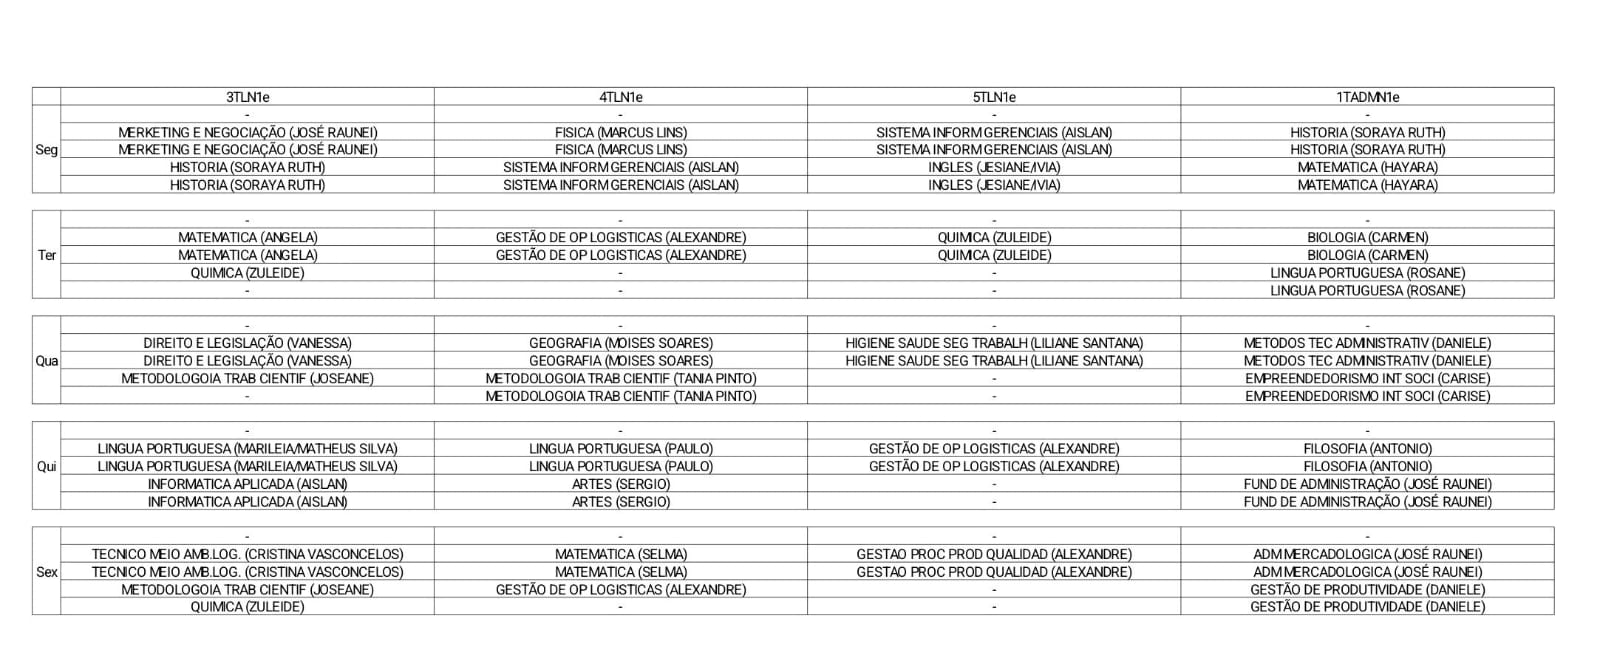 3TLN1e 4TLN1e 5TLN1e 1TADMN1e
- - - -
MERKETING E NEGOCIAÇÃO (JOSÉ RAUNEI) FISICA (MARCUS LINS) SISTEMA INFORM GERENCIAIS (AISLAN) HISTORIA (SORAYA RUTH)
Seg MERKETING E NEGOCIAÇÃO (JOSÉ RAUNEI) FISICA (MARCUS LINS) SISTEMA INFORM GERENCIAIS (AISLAN) HISTORIA (SORAYA RUTH)
HISTORIA (SORAYA RUTH) SISTEMA INFORM GERENCIAIS (AISLAN) INGLES (JESIANE/IVIA) MATEMATICA (HAYARA)
HISTORIA (SORAYA RUTH) SISTEMA INFORM GERENCIAIS (AISLAN) INGLES (JESIANE/IVIA) MATEMATICA (HAYARA)
- - - -
MATEMATICA (ANGELA) GESTÃO DE OP LOGISTICAS (ALEXANDRE) QUIMICA (ZULEIDE) BIOLOGIA (CARMEN)
Ter MATEMATICA (ANGELA) GESTÃO DE OP LOGISTICAS (ALEXANDRE) QUIMICA (ZULEIDE) BIOLOGIA (CARMEN)
QUIMICA (ZULEIDE) - - LINGUA PORTUGUESA (ROSANE)
- - - LINGUA PORTUGUESA (ROSANE)
- - - -
DIREITO E LEGISLAÇÃO (VANESSA) GEOGRAFIA (MOISES SOARES) HIGIENE SAUDE SEG TRABALH (LILIANE SANTANA) METODOS TEC ADMINISTRATIV (DANIELE)
Qua DIREITO E LEGISLAÇÃO (VANESSA) GEOGRAFIA (MOISES SOARES) HIGIENE SAUDE SEG TRABALH (LILIANE SANTANA) METODOS TEC ADMINISTRATIV (DANIELE)
METODOLOGOIA TRAB CIENTIF (JOSEANE) METODOLOGOIA TRAB CIENTIF (TANIA PINTO) - EMPREENDEDORISMO INT SOCI (CARISE)
- METODOLOGOIA TRAB CIENTIF (TANIA PINTO) - EMPREENDEDORISMO INT SOCI (CARISE)
- - - -
LINGUA PORTUGUESA (MARILEIA/MATHEUS SILVA) LINGUA PORTUGUESA (PAULO) GESTÃO DE OP LOGISTICAS (ALEXANDRE) FILOSOFIA (ANTONIO)
Qui LINGUA PORTUGUESA (MARILEIA/MATHEUS SILVA) LINGUA PORTUGUESA (PAULO) GESTÃO DE OP LOGISTICAS (ALEXANDRE) FILOSOFIA (ANTONIO)
INFORMATICA APLICADA (AISLAN) ARTES (SERGIO) - FUND DE ADMINISTRAÇÃO (JOSÉ RAUNEI)
INFORMATICA APLICADA (AISLAN) ARTES (SERGIO) - FUND DE ADMINISTRAÇÃO (JOSÉ RAUNEI)
- - - -
TECNICO MEIO AMB.LOG. (CRISTINA VASCONCELOS) MATEMATICA (SELMA) GESTAO PROC PROD QUALIDAD (ALEXANDRE) ADM MERCADOLOGICA (JOSÉ RAUNEI)
Sex TECNICO MEIO AMB.LOG. (CRISTINA VASCONCELOS) MATEMATICA (SELMA) GESTAO PROC PROD QUALIDAD (ALEXANDRE) ADM MERCADOLOGICA (JOSÉ RAUNEI)
METODOLOGOIA TRAB CIENTIF (JOSEANE) GESTÃO DE OP LOGISTICAS (ALEXANDRE) - GESTÃO DE PRODUTIVIDADE (DANIELE)
QUIMICA (ZULEIDE) - - GESTÃO DE PRODUTIVIDADE (DANIELE)